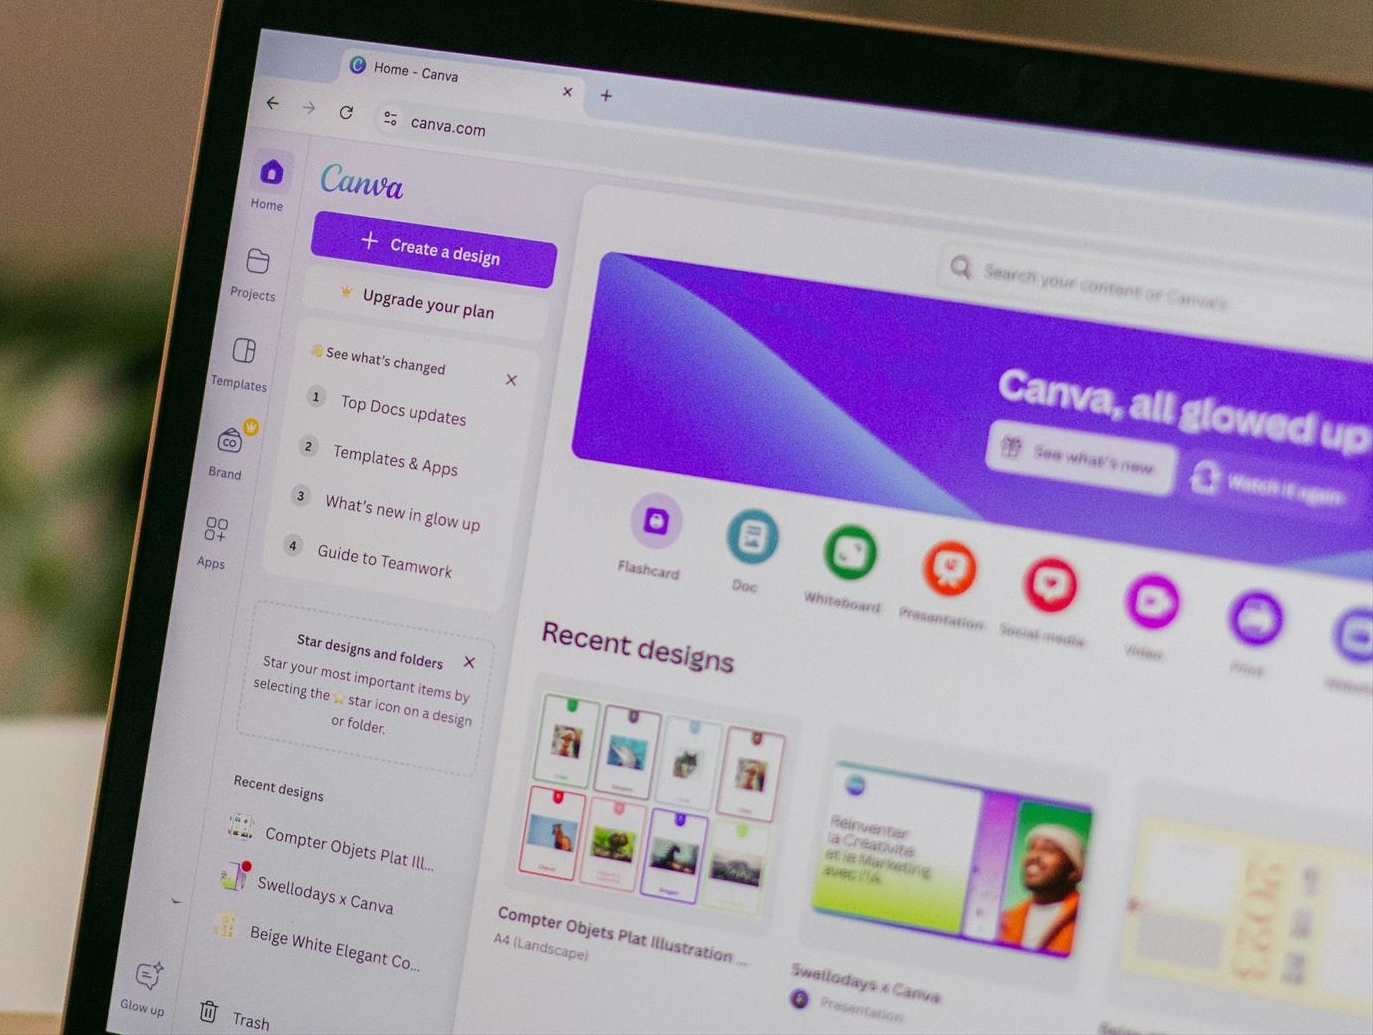 Home - Canva
canva.com
Canva
Home
Projects
Templates
CO
Brand
Apps
Glow up
Create a design
Upgrade your plan
See what's changed
1 Top Docs updates
2 Templates & Apps
3 What's new in glow up
4 Guide to Teamwork
Star designs and folders
Star your most important items by
selecting the ⭐ star icon on a design
or folder.
Recent designs
Compter Objets Plat Ill...
Swellodays x Canva
Beige White Elegant Co...
Trash
Search your content or Canva's
Canva, all glowed up
See what's new
Watch it again
Flashcard
Doc
Whiteboard
Presentation
Social media
Video
Print
Recent designs
Réinventer
la Créativité
et le Marketing
avec l'IA
Compter Objets Plat Illustration ...
A4 (Landscape)
Swellodays x Canva
Presentation